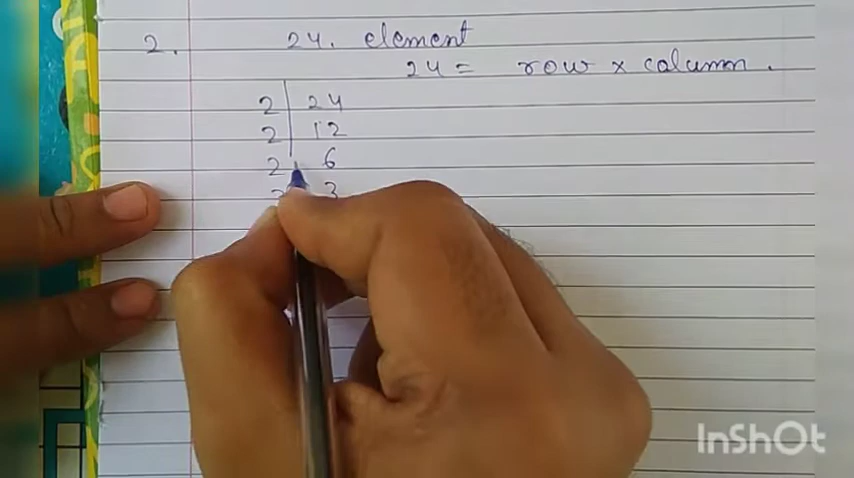 2. 24. element
24 = row × column.
2 | 24
2 | 12
2 | 6
3
InShOt